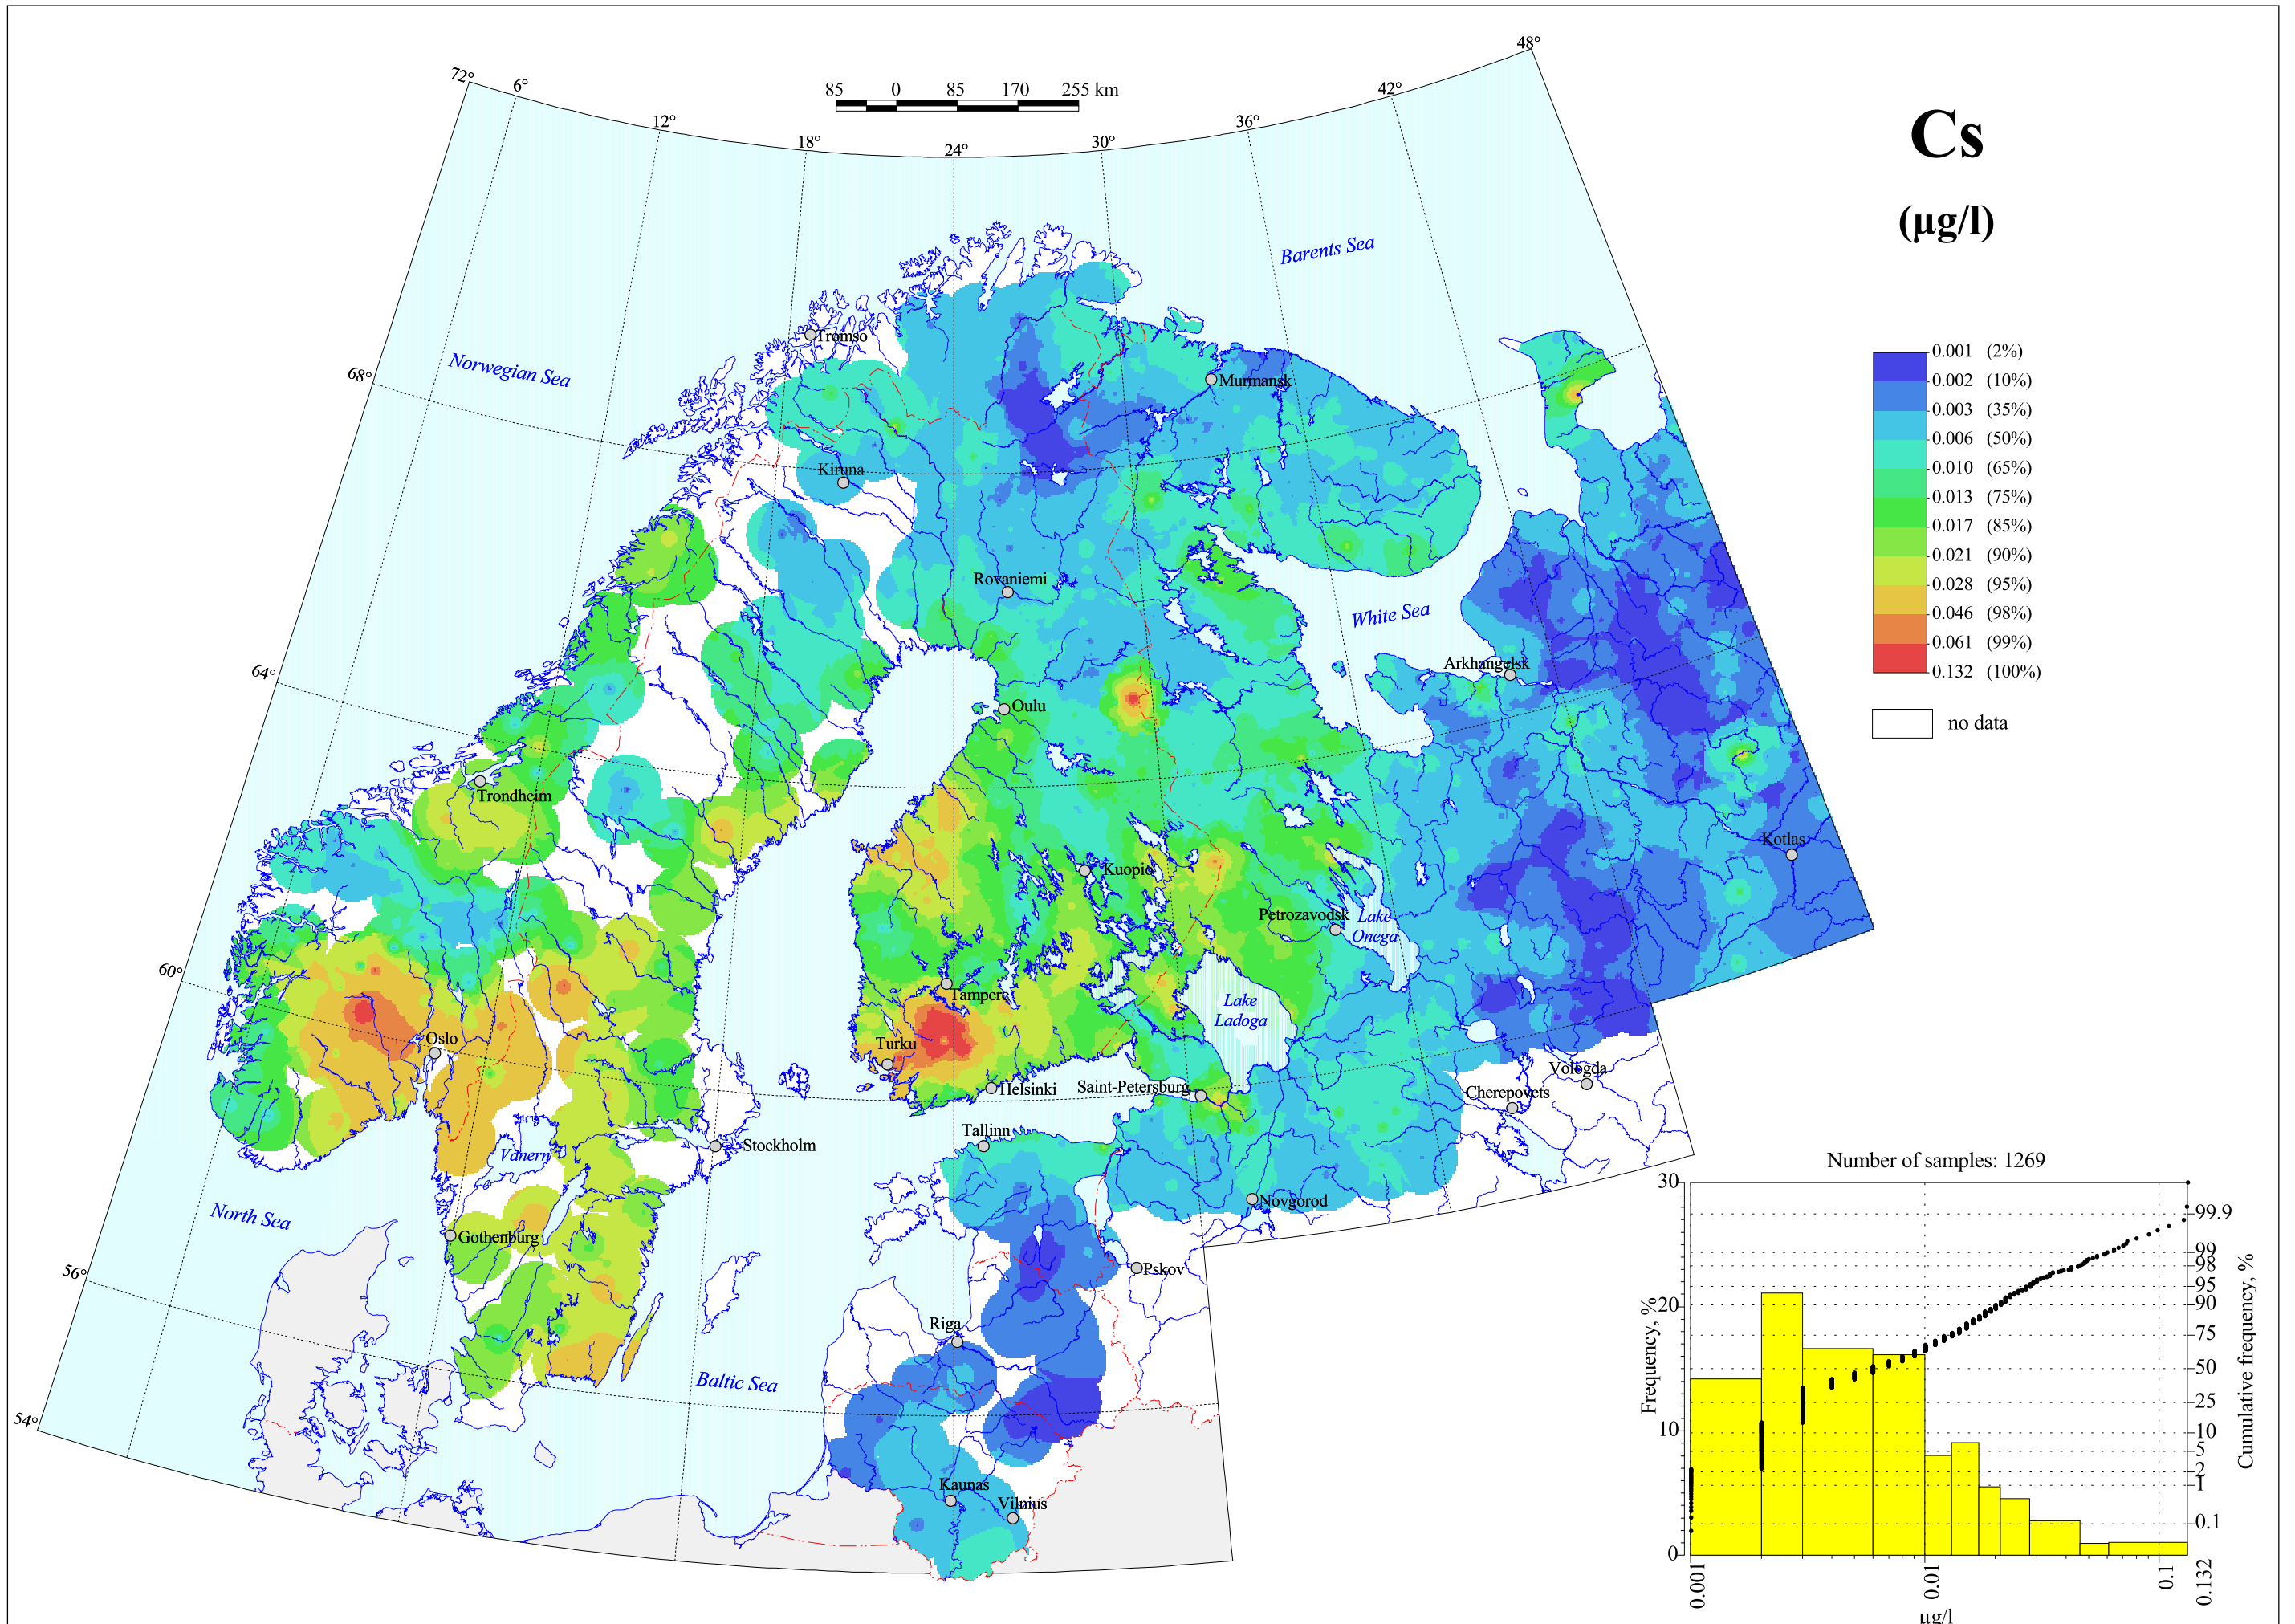 48°
72°
6°
42°
85 0 85 170 255 km
12°
36°
18°
30°
24°
Cs
(µg/l)
Barents Sea
Tromso
Norwegian Sea
68°
Murmansk
0.001 (2%)
0.002 (10%)
0.003 (35%)
0.006 (50%)
0.010 (65%)
0.013 (75%)
0.017 (85%)
0.021 (90%)
0.028 (95%)
0.046 (98%)
0.061 (99%)
0.132 (100%)
no data
Kiruna
Rovaniemi
White Sea
Arkhangelsk
64°
Oulu
Trondheim
Kotlas
Kuopio
Petrozavodsk
Lake
Onega
60°
Tampere
Lake
Ladoga
Oslo
Turku
Helsinki
Saint-Petersburg
Vologda
Cherepovets
Tallinn
Stockholm
Vanern
Novgorod
North Sea
Gothenburg
Pskov
56°
Riga
Baltic Sea
54°
Kaunas
Vilnius
Number of samples: 1269
30
20
10
0
Frequency, %
99.9
99
98
95
90
75
50
25
10
5
2
1
0.1
Cumulative frequency, %
0.001
0.01
0.1
0.132
µg/l